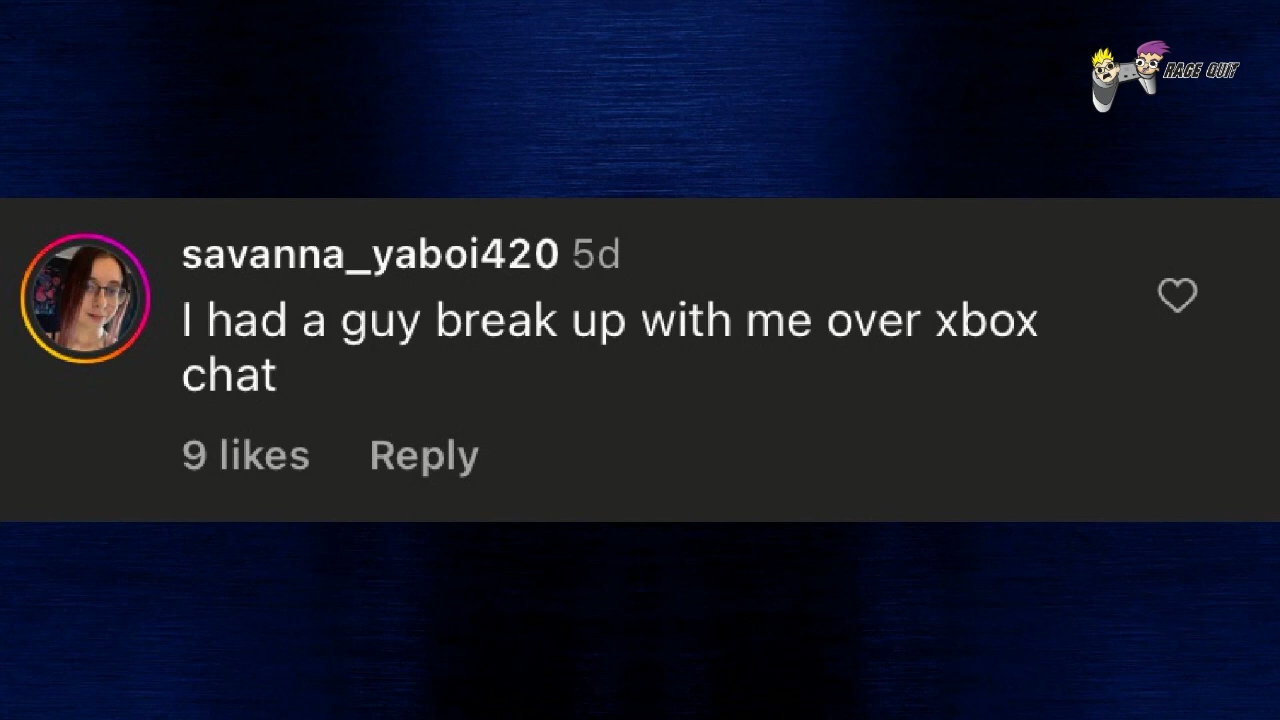 RAGE QUIT
savanna_yaboi420 5d
I had a guy break up with me over xbox
chat
9 likes Reply